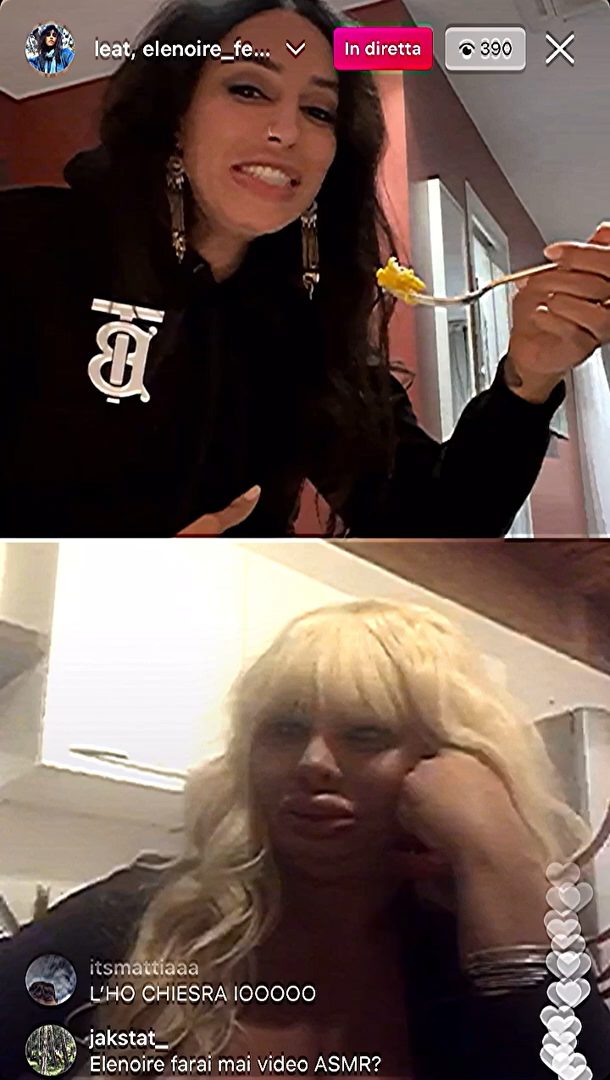 leat, elenoire_fe...
In diretta
390
itsmattiaaa
L'HO CHIESRA IOOOOO
jakstat_
Elenoire farai mai video ASMR?